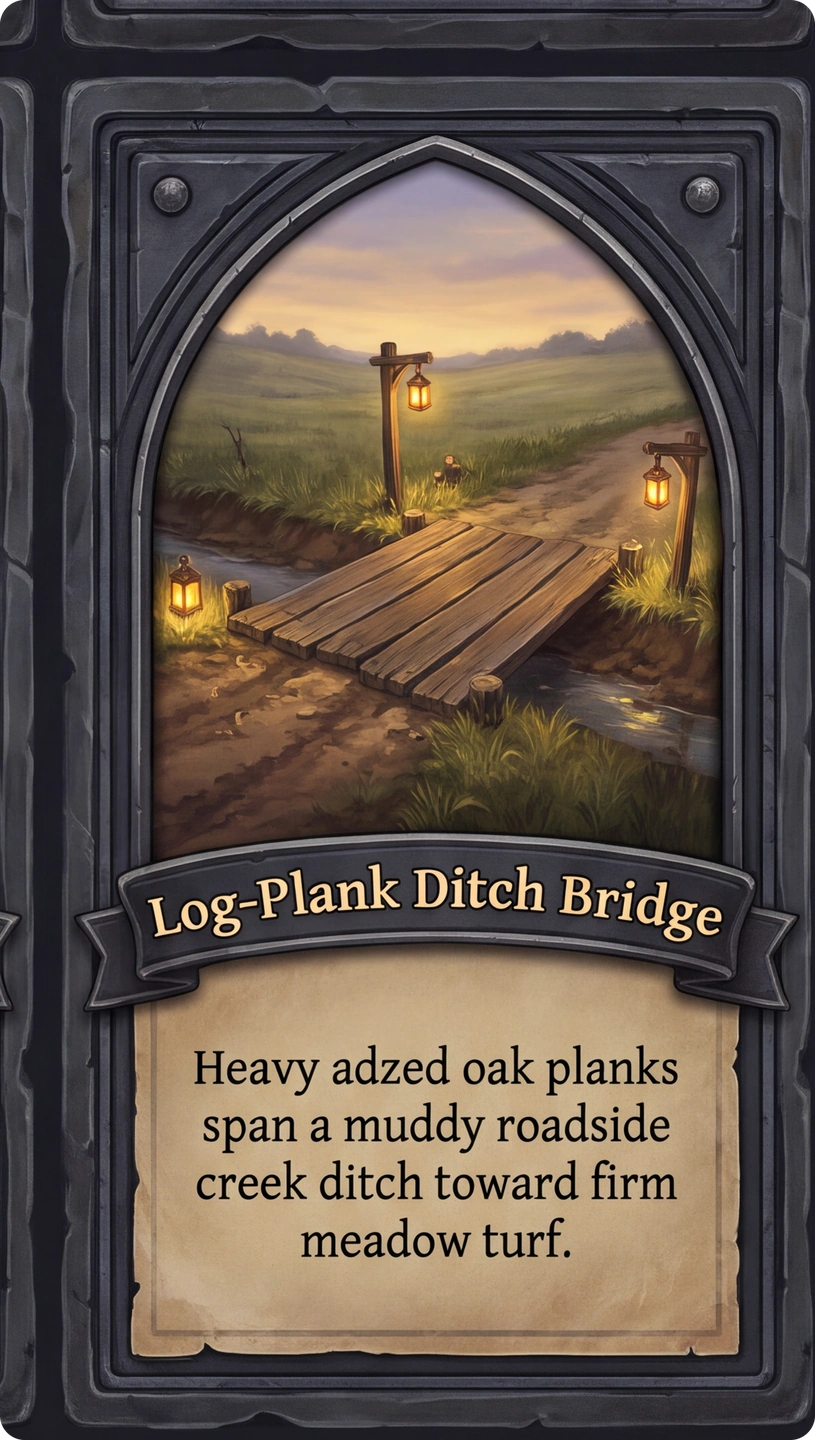 Log-Plank Ditch Bridge
Heavy adzed oak planks
span a muddy roadside
creek ditch toward firm
meadow turf.